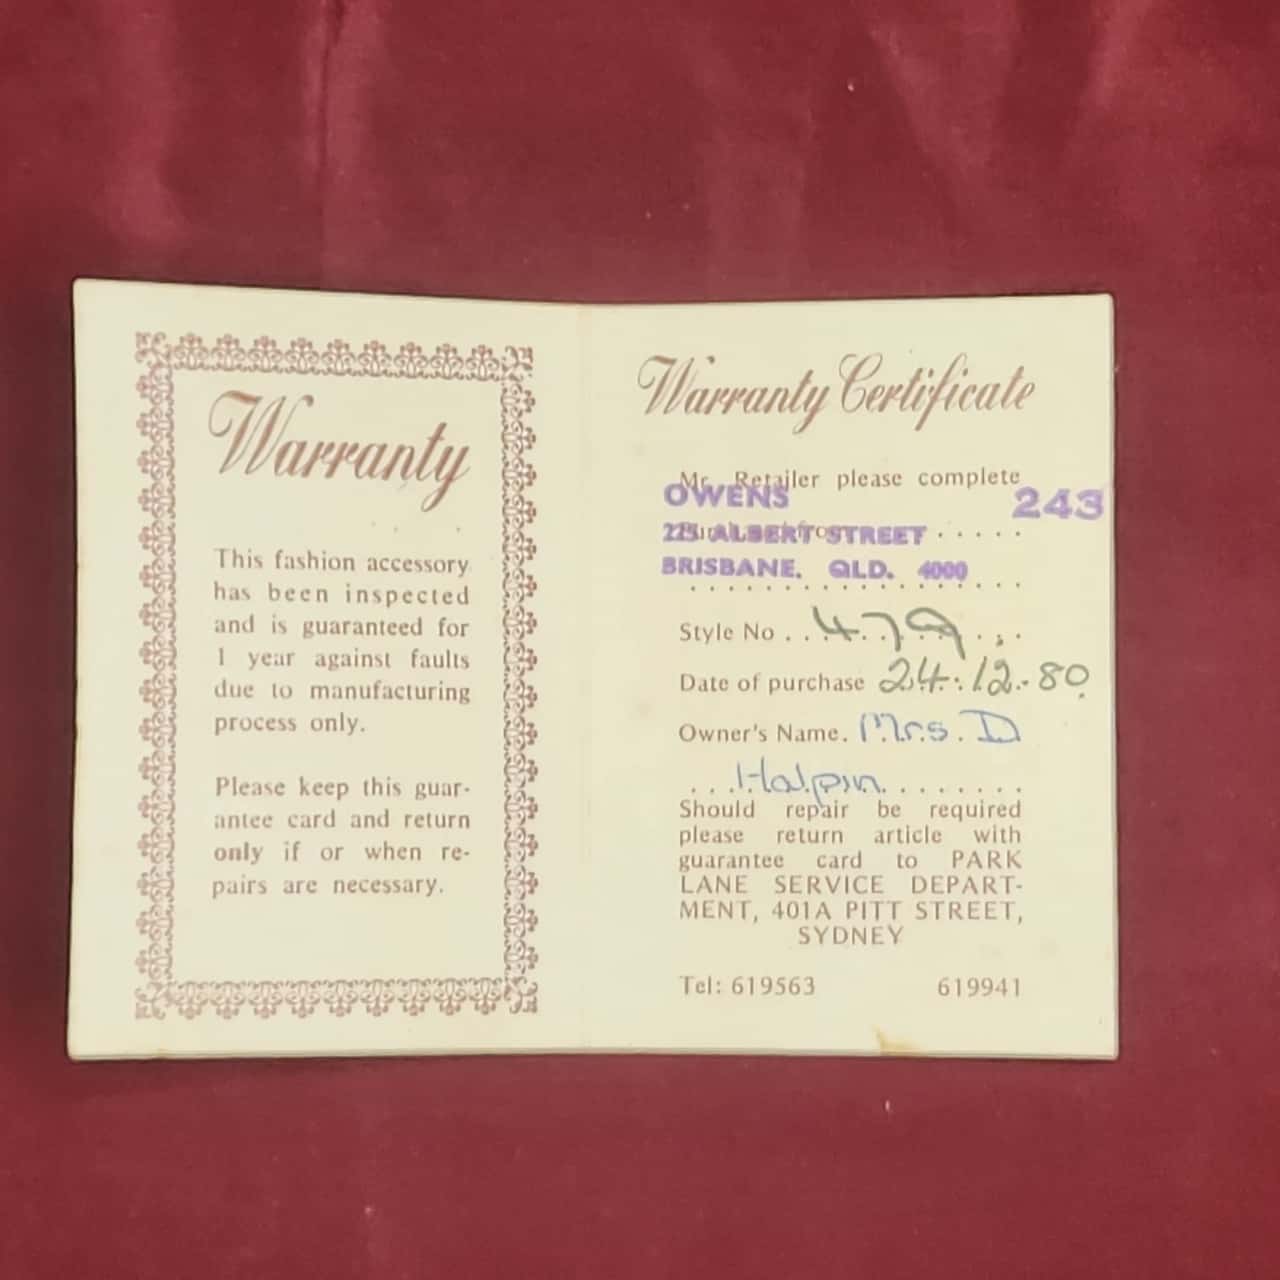 Warranty
This fashion accessory
has been inspected
and is guaranteed for
1 year against faults
due to manufacturing
process only.
Please keep this guar-
antee card and return
only if or when re-
pairs are necessary.
Warranty Certificate
Mr. Retailer please complete
OWENS 243
225 ALBERT STREET
BRISBANE. QLD. 4000
Style No . . 479 . . .
Date of purchase 24.12.80
Owner's Name. Mrs. D
. . . Halpin . . . . . . . .
Should repair be required
please return article with
guarantee card to PARK
LANE SERVICE DEPART-
MENT, 401A PITT STREET,
SYDNEY
Tel: 619563 619941